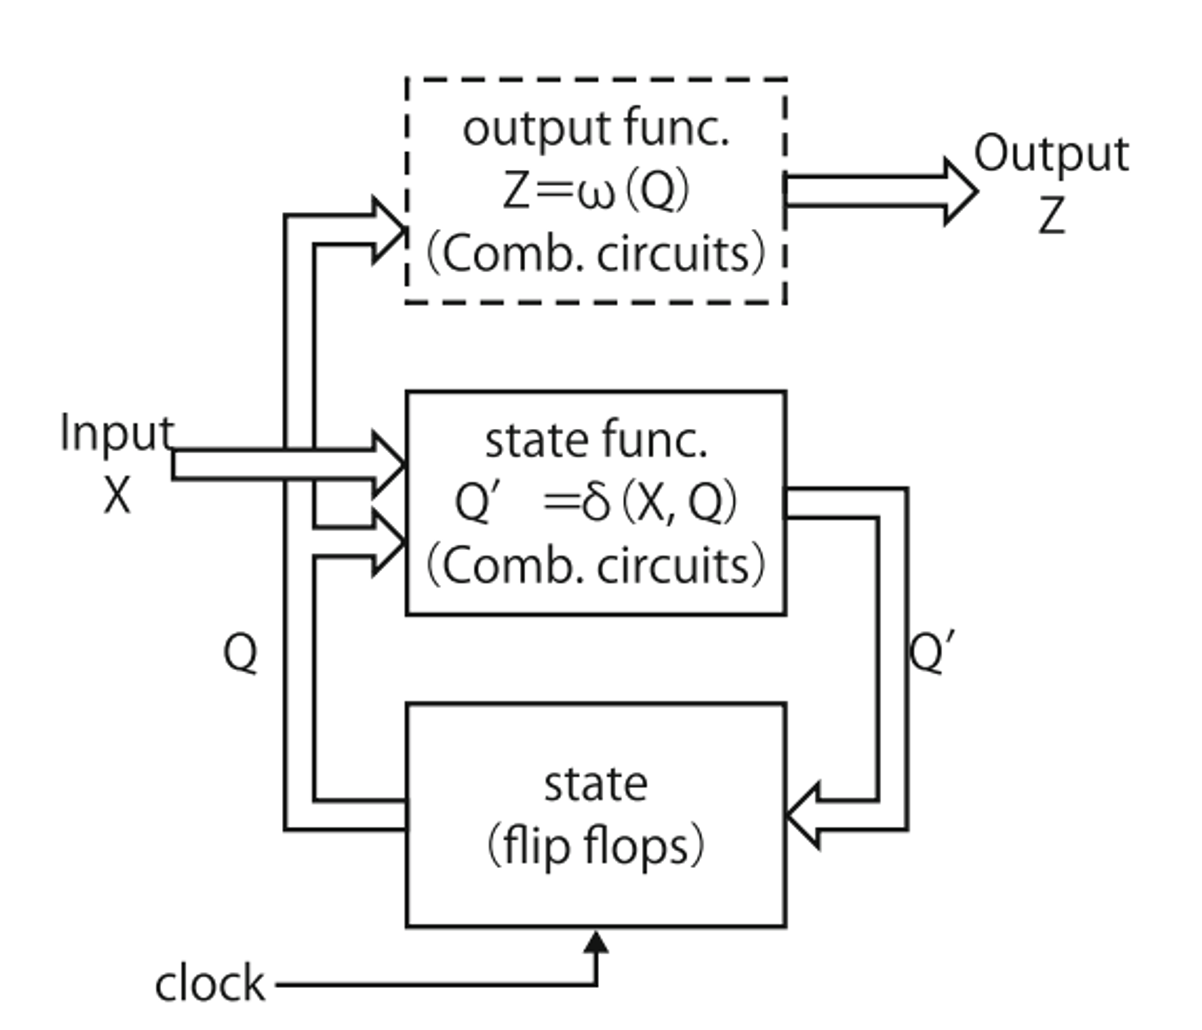 output func.
Z=ω(Q)
(Comb. circuits)
Output
Z
Input
X
state func.
Q′ =δ(X, Q)
(Comb. circuits)
Q
Q′
state
(flip flops)
clock